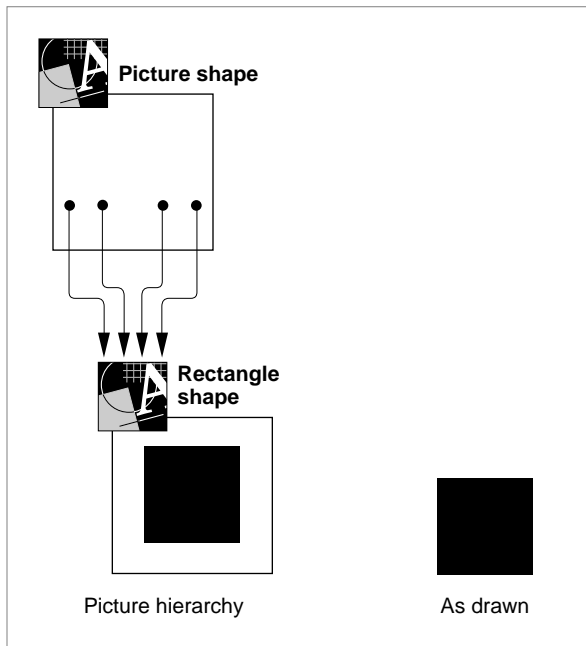 Picture shape
Rectangle
shape
Picture hierarchy
As drawn